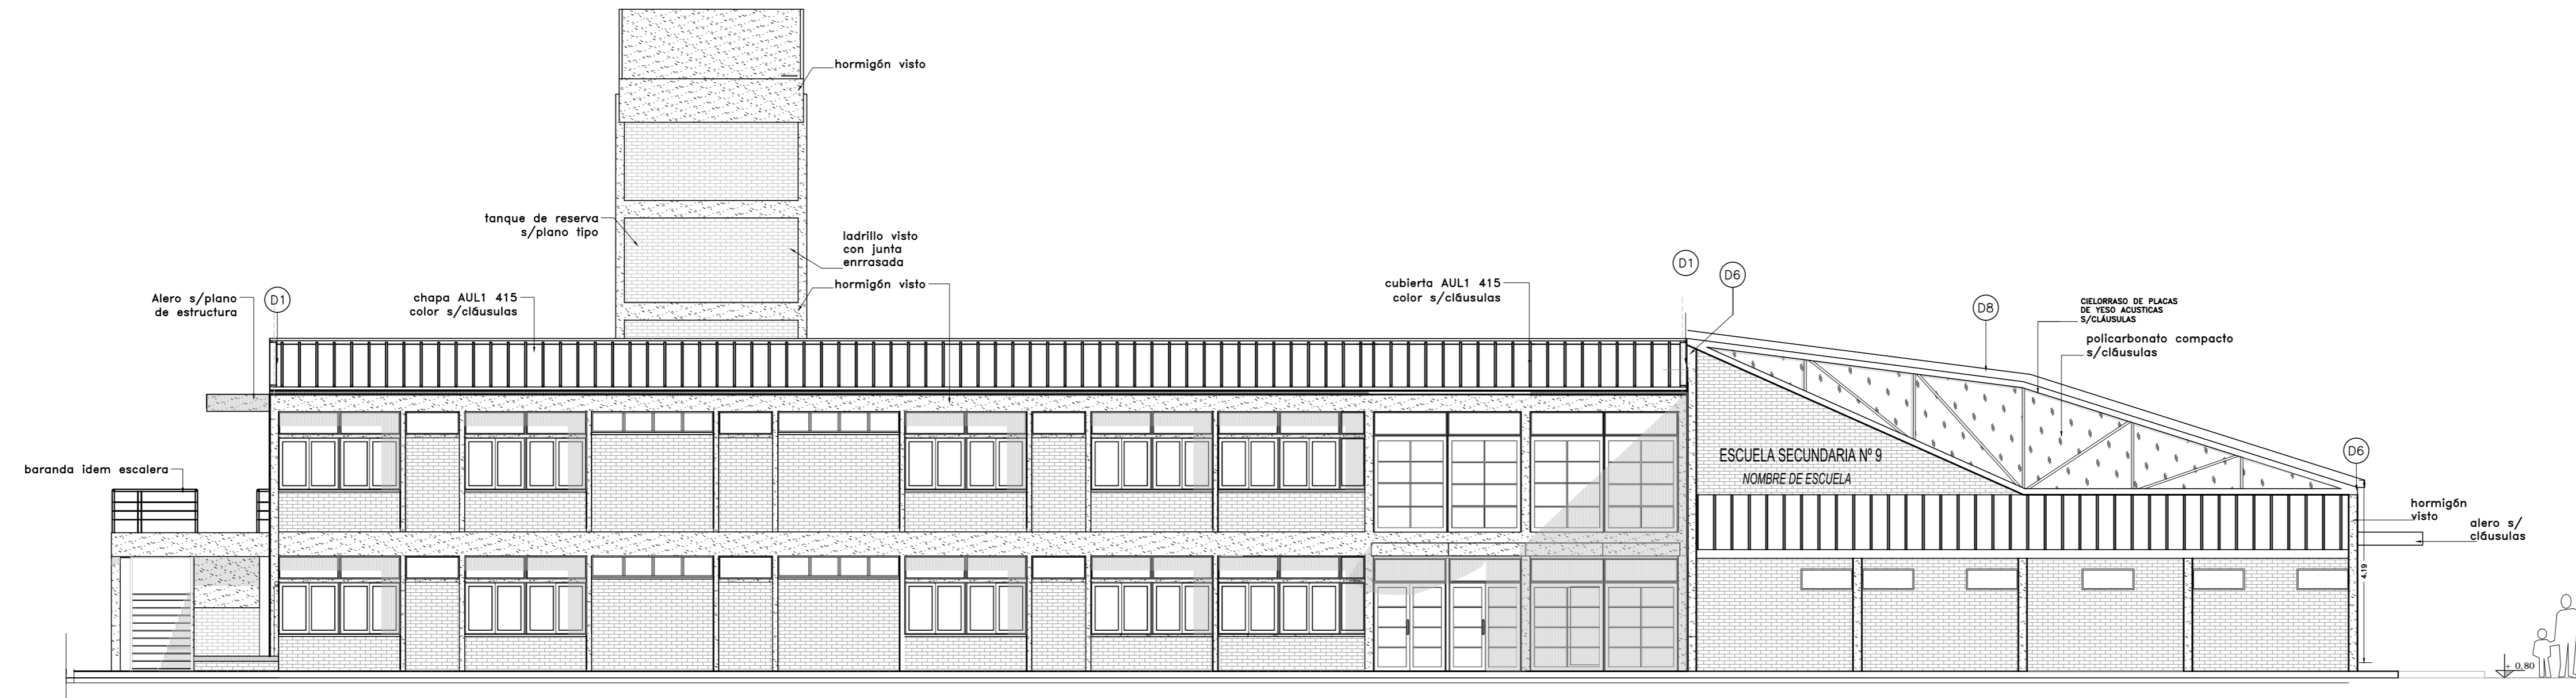 hormigón visto
tanque de reserva
s/plano tipo
ladrillo visto
con junta
enrrasada
hormigón visto
Alero s/plano
de estructura
D1
chapa AUL1 415
color s/cláusulas
cubierta AUL1 415
color s/cláusulas
D1
D6
D8
CIELORRASO DE PLACAS
DE YESO ACUSTICAS
S/CLÁUSULAS
policarbonato compacto
s/cláusulas
baranda idem escalera
ESCUELA SECUNDARIA Nº 9
NOMBRE DE ESCUELA
D6
hormigón
visto
alero s/
cláusulas
4.19
+ 0,80